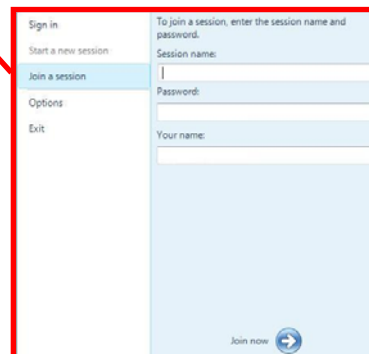 Sign in
Start a new session
Join a session
Options
Exit
To join a session, enter the session name and
password.
Session name:
Password:
Your name:
Join now